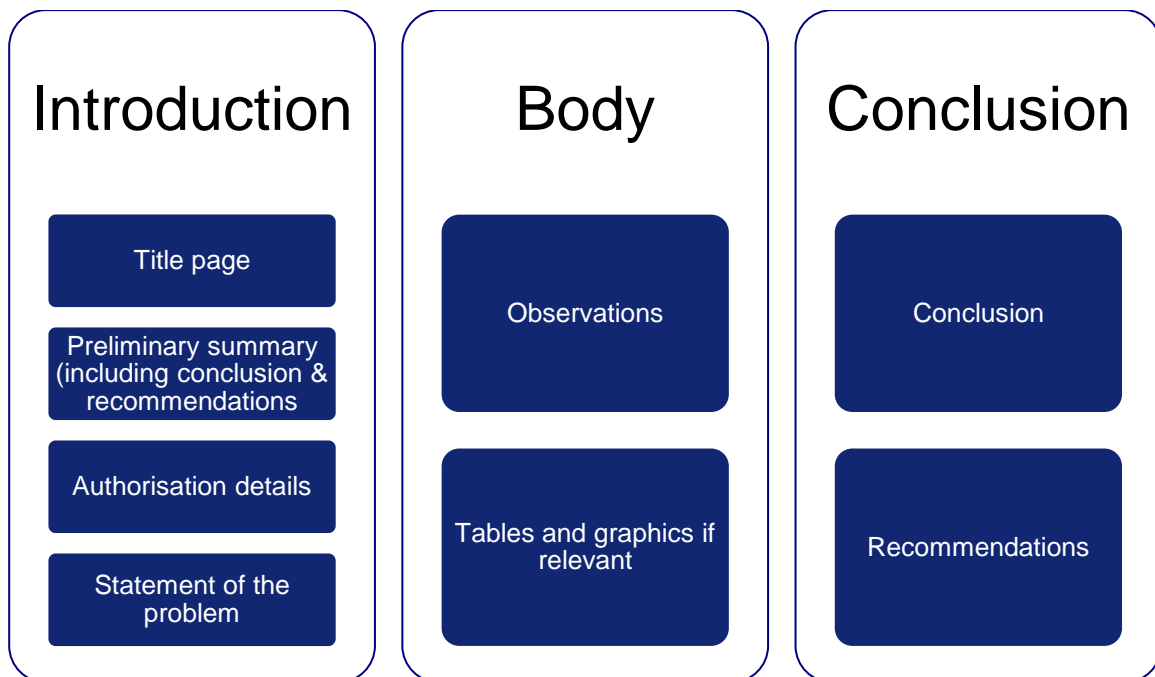 Introduction
Title page
Preliminary summary
(including conclusion &
recommendations
Authorisation details
Statement of the
problem
Body
Observations
Tables and graphics if
relevant
Conclusion
Conclusion
Recommendations